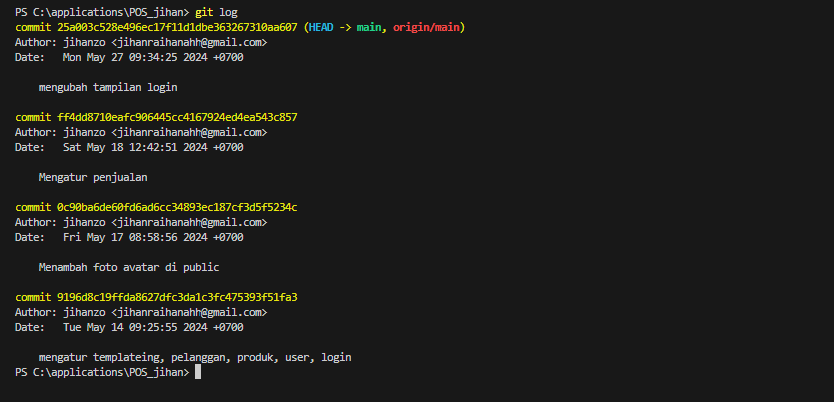 PS C:\applications\POS_jihan> git log
commit 25a003c528e496ec17f11d1dbe363267310aa607 (HEAD -> main, origin/main)
Author: jihanzo <jihanraihanahh@gmail.com>
Date:   Mon May 27 09:34:25 2024 +0700
mengubah tampilan login
commit ff4dd8710eafc906445cc4167924ed4ea543c857
Author: jihanzo <jihanraihanahh@gmail.com>
Date:   Sat May 18 12:42:51 2024 +0700
Mengatur penjualan
commit 0c90ba6de60fd6ad6cc34893ec187cf3d5f5234c
Author: jihanzo <jihanraihanahh@gmail.com>
Date:   Fri May 17 08:58:56 2024 +0700
Menambah foto avatar di public
commit 9196d8c19ffda8627dfc3da1c3fc475393f51fa3
Author: jihanzo <jihanraihanahh@gmail.com>
Date:   Tue May 14 09:25:55 2024 +0700
mengatur templateing, pelanggan, produk, user, login
PS C:\applications\POS_jihan>